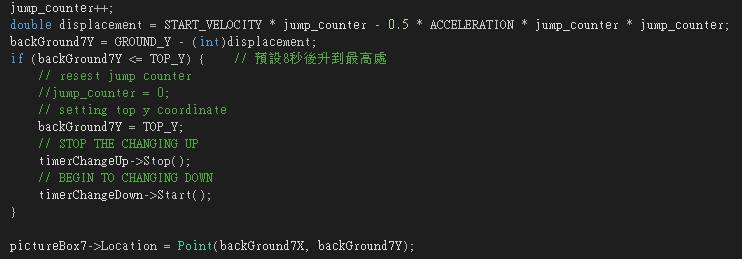 jump_counter++;
double displacement = START_VELOCITY * jump_counter - 0.5 * ACCELERATION * jump_counter * jump_counter;
backGround7Y = GROUND_Y - (int)displacement;
if (backGround7Y <= TOP_Y) {    // 預設8秒後升到最高處
    // resest jump counter
    //jump_counter = 0;
    // setting top y coordinate
    backGround7Y = TOP_Y;
    // STOP THE CHANGING UP
    timerChangeUp->Stop();
    // BEGIN TO CHANGING DOWN
    timerChangeDown->Start();
}
pictureBox7->Location = Point(backGround7X, backGround7Y);